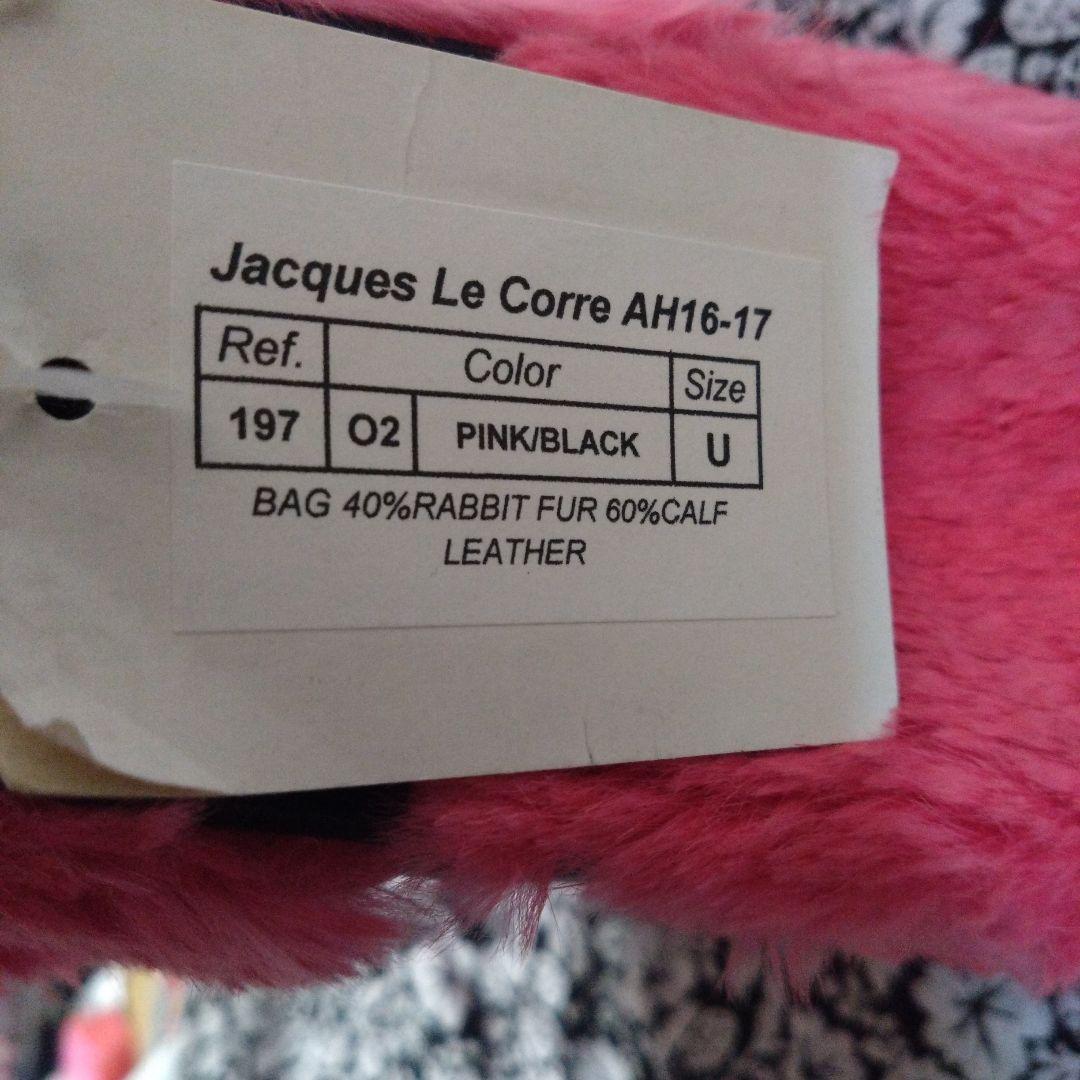 Jacques Le Corre AH16-17
Ref. Color Size
197 O2 PINK/BLACK U
BAG 40%RABBIT FUR 60%CALF
LEATHER